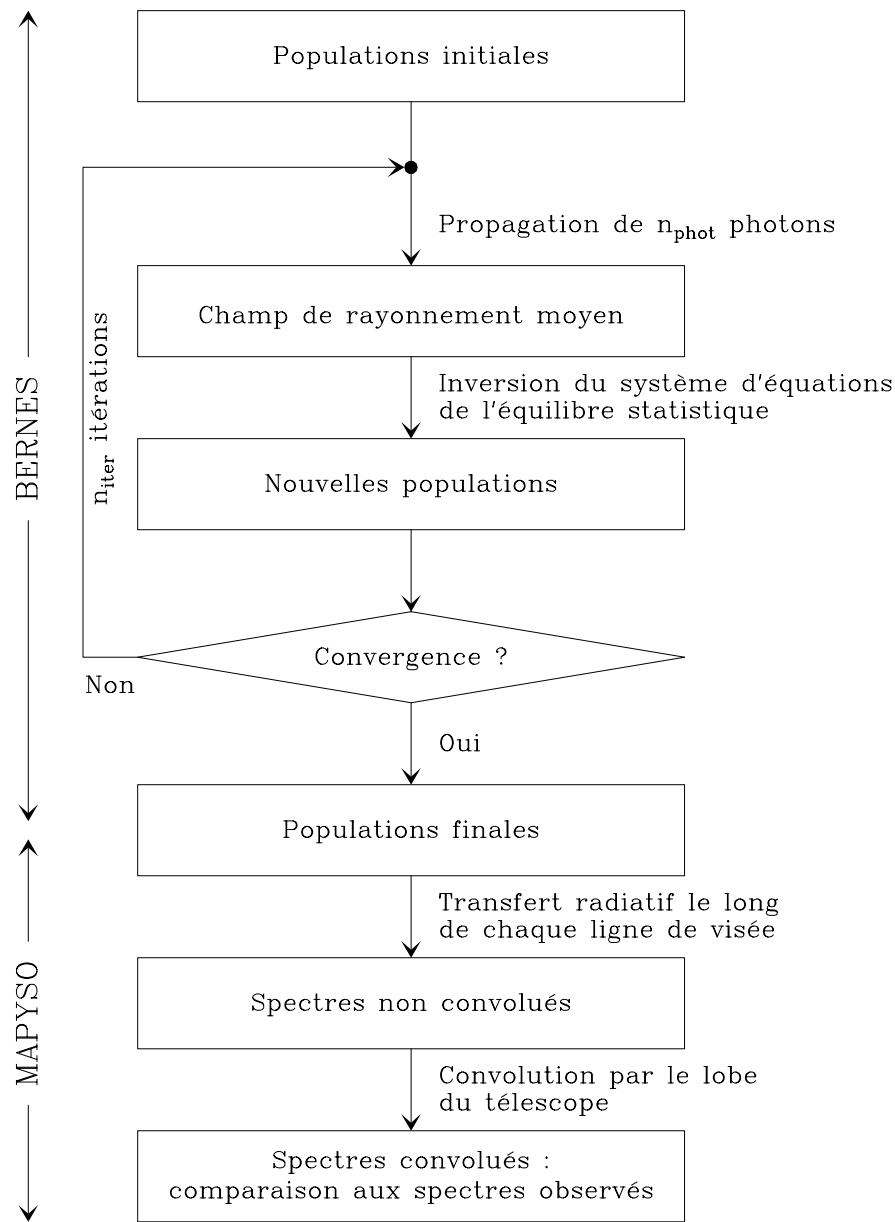 Populations initiales
Propagation de n_phot photons
Champ de rayonnement moyen
Inversion du système d'équations
de l'équilibre statistique
Nouvelles populations
n_iter itérations
BERNES
Convergence ?
Non
Oui
Populations finales
Transfert radiatif le long
de chaque ligne de visée
Spectres non convolués
MAPYSO
Convolution par le lobe
du télescope
Spectres convolués :
comparaison aux spectres observés